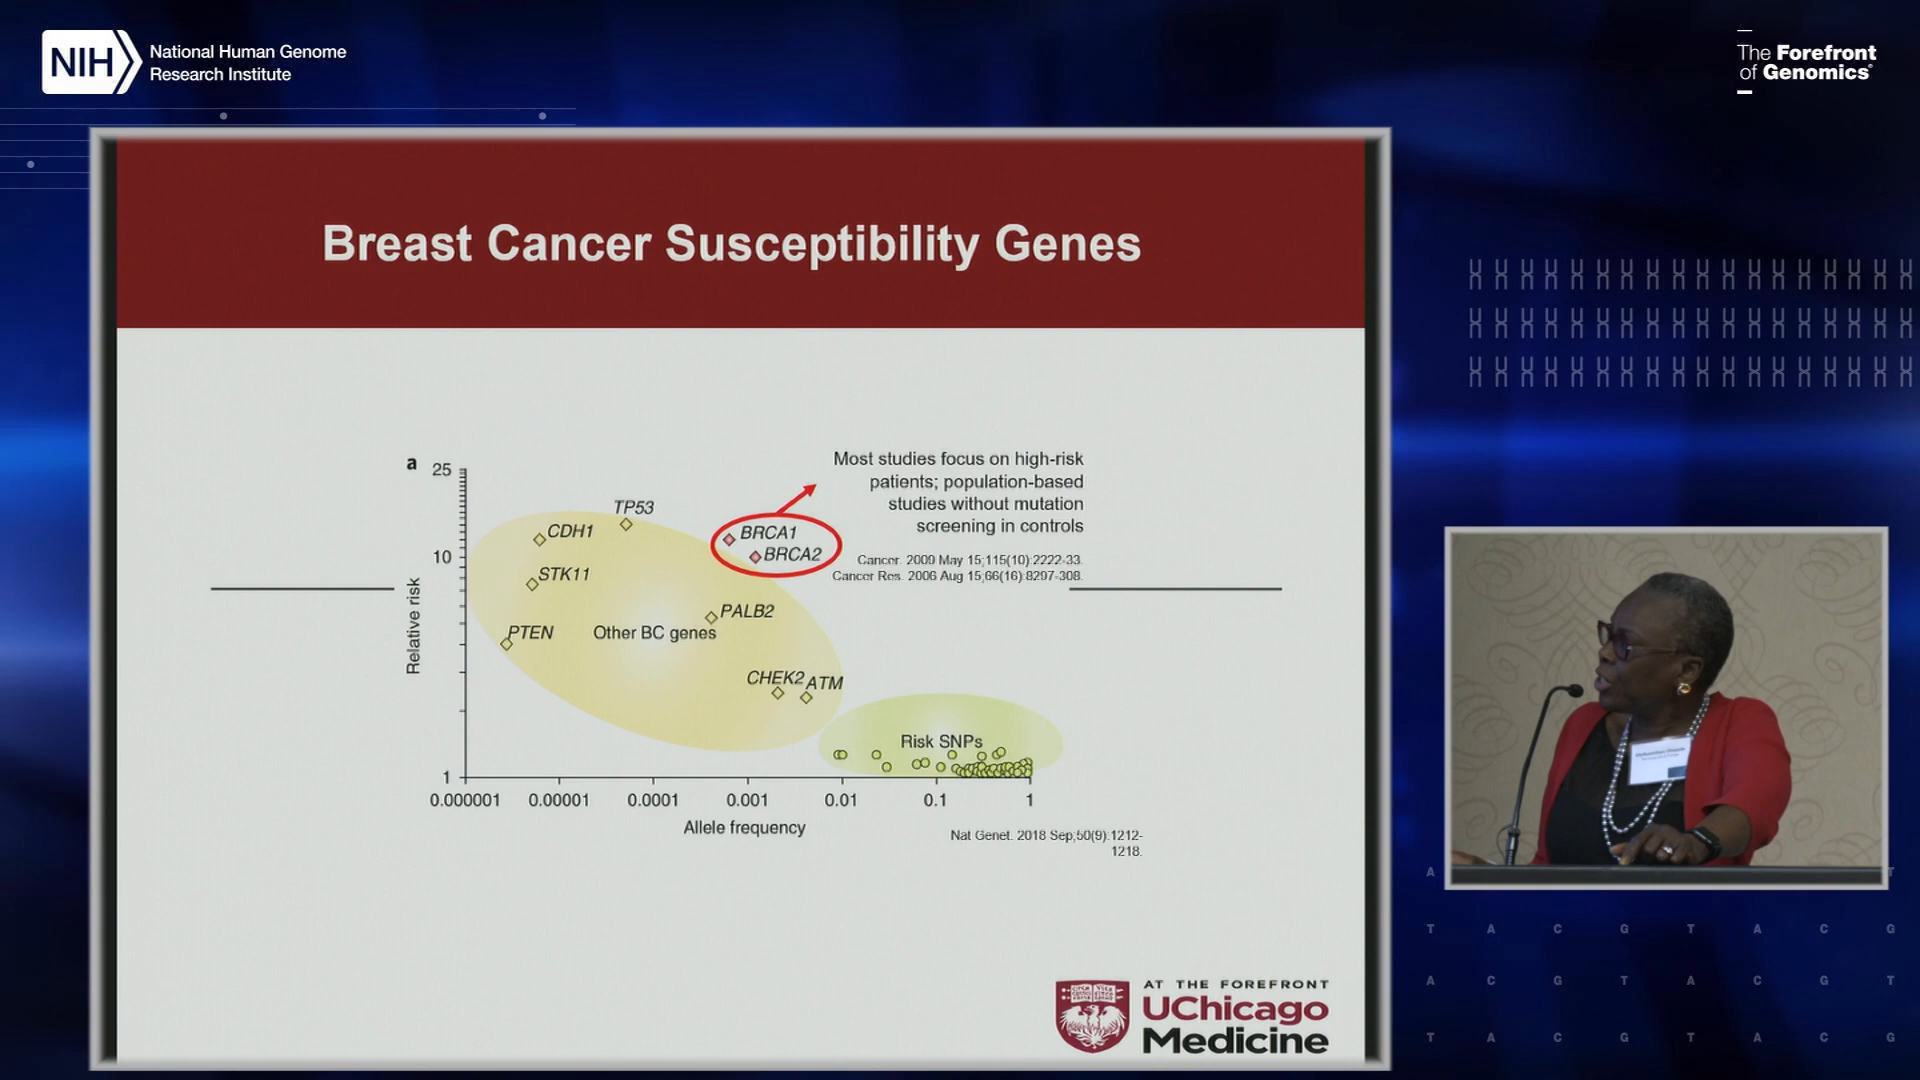 NIH
National Human Genome
Research Institute
The Forefront
of Genomics
Breast Cancer Susceptibility Genes
a
25
10
1
Relative risk
TP53
CDH1
STK11
PTEN
Other BC genes
PALB2
CHEK2
ATM
BRCA1
BRCA2
Most studies focus on high-risk
patients; population-based
studies without mutation
screening in controls
Cancer. 2009 May 15;115(10):2222-33.
Cancer Res. 2006 Aug 15;66(16):8297-308.
Risk SNPs
0.000001
0.00001
0.0001
0.001
0.01
0.1
1
Allele frequency
Nat Genet. 2018 Sep;50(9):1212-
1218.
AT THE FOREFRONT
UChicago
Medicine
A T
T A C G T A C G
A C G T A C G T
T A C G T A C G